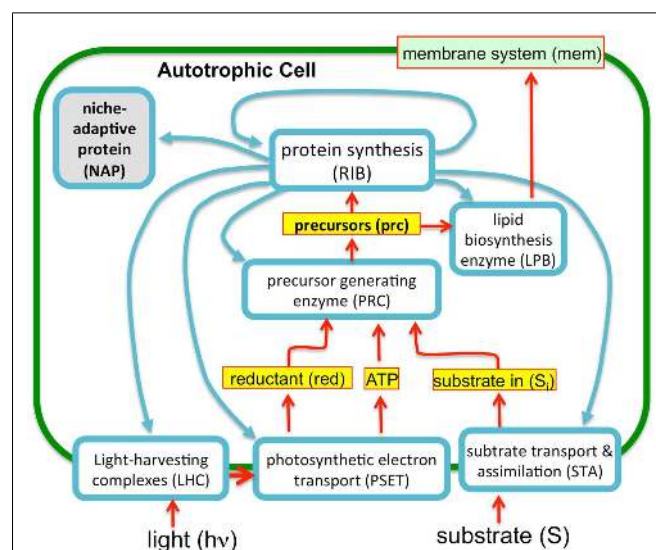 membrane system (mem)
Autotrophic Cell
niche-
adaptive
protein
(NAP)
protein synthesis
(RIB)
precursors (prc)
lipid
biosynthesis
enzyme (LPB)
precursor generating
enzyme (PRC)
reductant (red)
ATP
substrate in (Si)
Light-harvesting
complexes (LHC)
photosynthetic electron
transport (PSET)
subtrate transport &
assimilation (STA)
light (hν)
substrate (S)